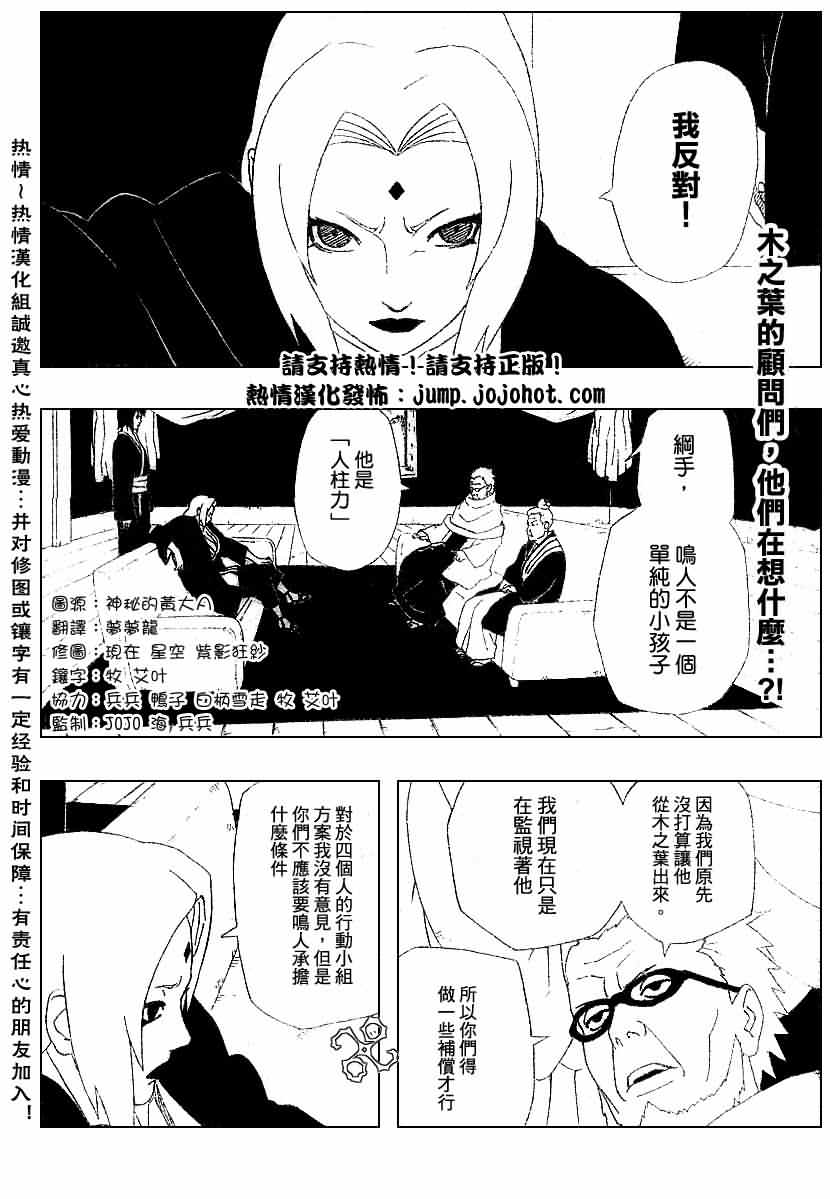 我反對！
木之葉的顧問們，他們在想什麼…?!
請支持熱情！請支持正版！
熱情漢化發怖：jump.jojohot.com
綱手，
鳴人不是一個
單純的小孩子
他是
「人柱力」
圖源：神秘的黃大A
翻譯：夢夢龍
修圖：現在 星空 紫影狂紗
鑲字：牧 艾叶
協力：兵兵 鴨子 白柄雪走 牧 艾叶
監制：JOJO 海 兵兵
因為我們原先
沒打算讓他
從木之葉出來。
我們現在只是
在監視著他
所以你們得
做一些補償才行
對於四個人的行動小組
方案我沒有意見，但是
你們不應該要鳴人承擔
什麼條件
热情~热情漢化組誠邀真心热爱動漫…并对修图或镶字有一定经验和时间保障…有责任心的朋友加入！